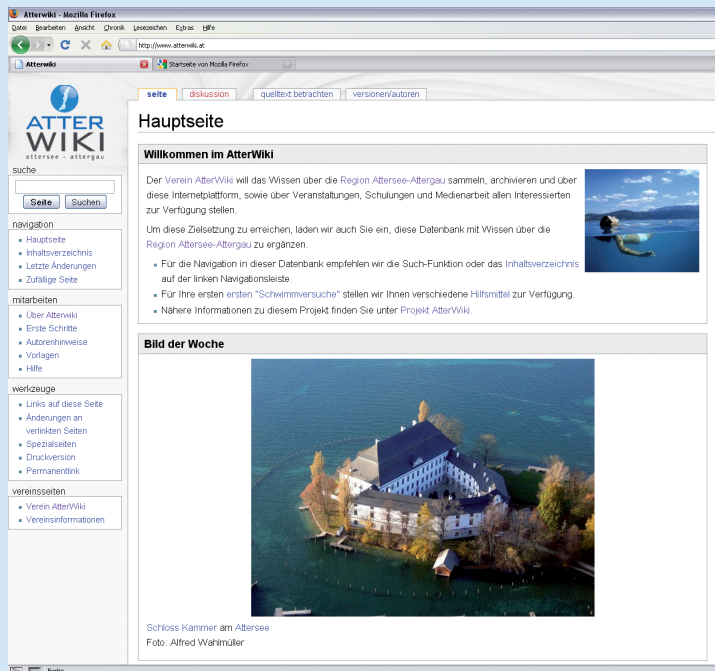 Atterwiki - Mozilla Firefox
Datei Bearbeiten Ansicht Chronik Lesezeichen Extras Hilfe
http://www.atterwiki.at
Atterwiki
Startseite von Mozilla Firefox
ATTER
WIKI
attersee - attergau
suche
Seite Suchen
navigation
Hauptseite
Inhaltsverzeichnis
Letzte Änderungen
Zufällige Seite
mitarbeiten
Über Atterwiki
Erste Schritte
Autorenhinweise
Vorlagen
Hilfe
werkzeuge
Links auf diese Seite
Änderungen an
verlinkten Seiten
Spezialseiten
Druckversion
Permanentlink
vereinsseiten
Verein AtterWiki
Vereinsinformationen
seite diskussion quelltext betrachten versionen/autoren
Hauptseite
Willkommen im AtterWiki
Der Verein AtterWiki will das Wissen über die Region Attersee-Attergau sammeln, archivieren und über
diese Internetplattform, sowie über Veranstaltungen, Schulungen und Medienarbeit allen Interessierten
zur Verfügung stellen.
Um diese Zielsetzung zu erreichen, laden wir auch Sie ein, diese Datenbank mit Wissen über die
Region Attersee-Attergau zu ergänzen.
Für die Navigation in dieser Datenbank empfehlen wir die Such-Funktion oder das Inhaltsverzeichnis
auf der linken Navigationsleiste.
Für Ihre ersten ersten "Schwimmversuche" stellen wir Ihnen verschiedene Hilfsmittel zur Verfügung.
Nähere Informationen zu diesem Projekt finden Sie unter Projekt AtterWiki.
Bild der Woche
Schloss Kammer am Attersee
Foto: Alfred Wahlmüller